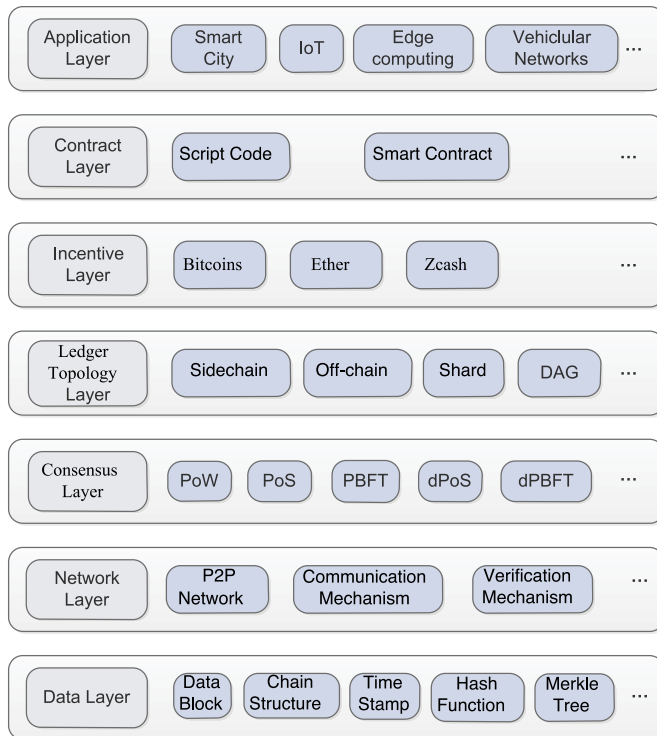 Application
Layer
Smart
City
IoT
Edge
computing
Vehiclular
Networks
...
Contract
Layer
Script Code
Smart Contract
...
Incentive
Layer
Bitcoins
Ether
Zcash
...
Ledger
Topology
Layer
Sidechain
Off-chain
Shard
DAG
...
Consensus
Layer
PoW
PoS
PBFT
dPoS
dPBFT
...
Network
Layer
P2P
Network
Communication
Mechanism
Verification
Mechanism
...
Data Layer
Data
Block
Chain
Structure
Time
Stamp
Hash
Function
Merkle
Tree
...